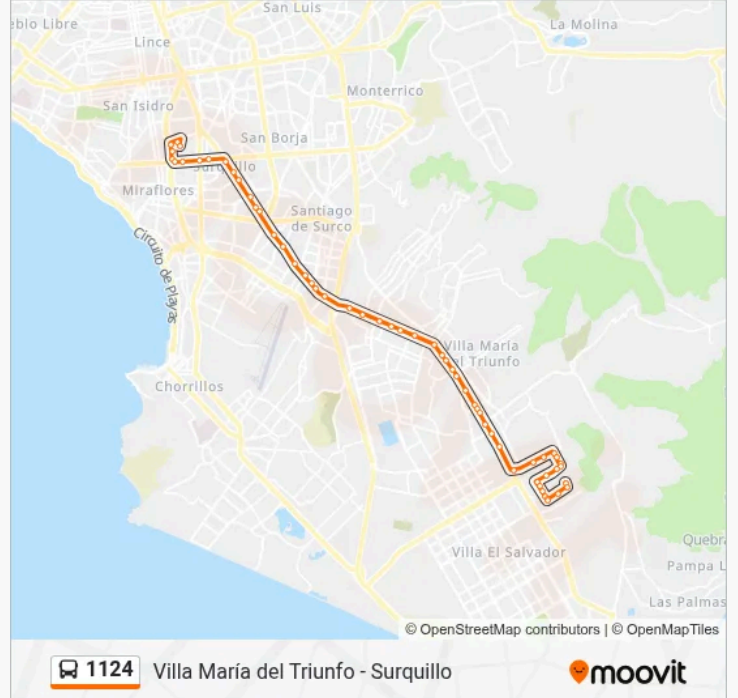 San Luis
eblo Libre
La Molina
Lince
Monterrico
San Isidro
San Borja
Surquillo
Miraflores
Santiago
de Surco
Circuito de Playas
Villa María
el Triunfo
Chorrillos
Quebra
Villa El Salvador
Pampa L
Las Palmas
© OpenStreetMap contributors | © OpenMapTiles
1124 Villa María del Triunfo - Surquillo
moovit